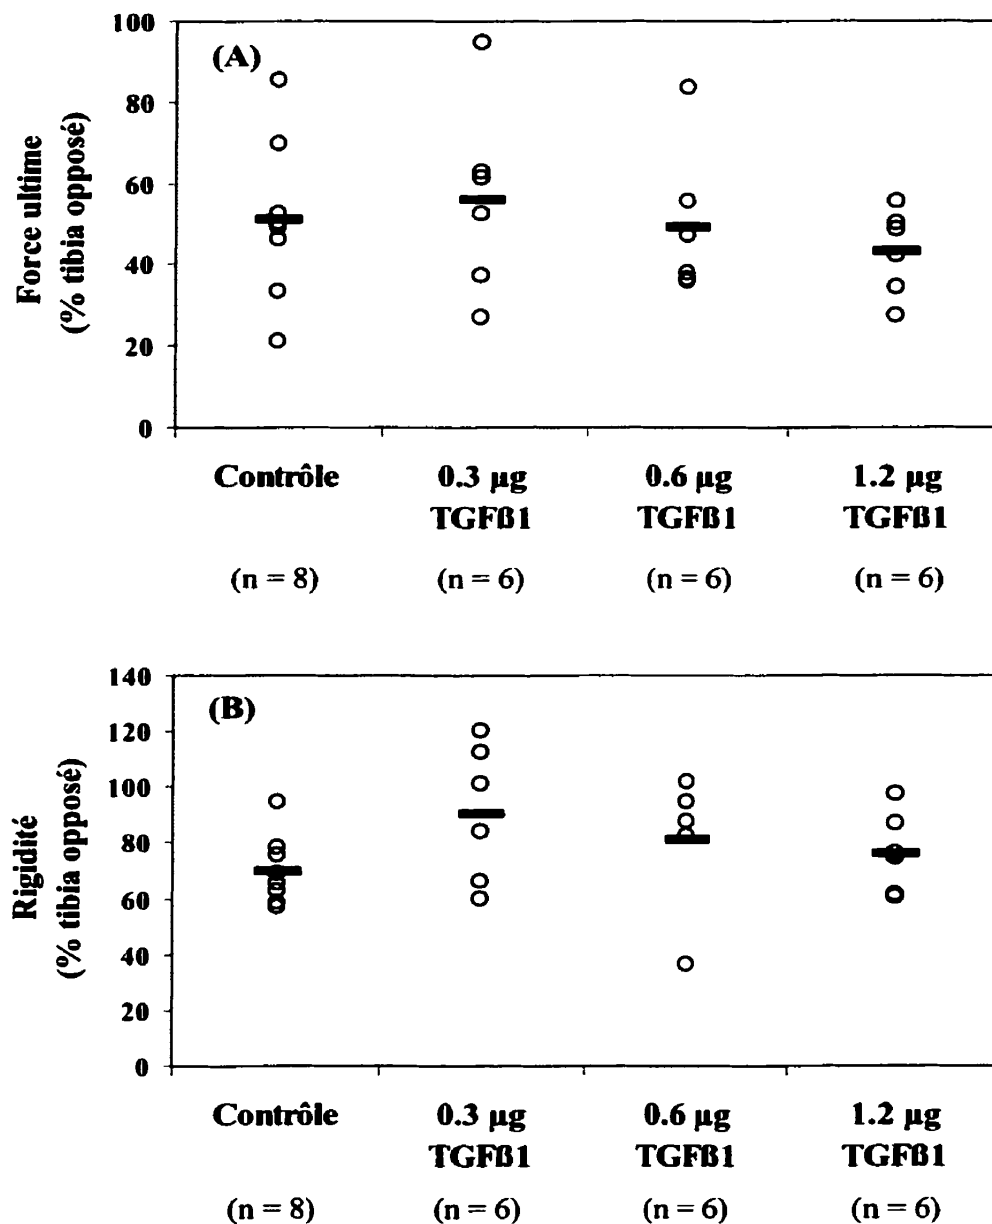 (A)
Force ultime
(% tibia opposé)
100
80
60
40
20
0
Contrôle 0.3 µg 0.6 µg 1.2 µg
TGFß1 TGFß1 TGFß1
(n = 8) (n = 6) (n = 6) (n = 6)
(B)
Rigidité
(% tibia opposé)
140
120
100
80
60
40
20
0
Contrôle 0.3 µg 0.6 µg 1.2 µg
TGFß1 TGFß1 TGFß1
(n = 8) (n = 6) (n = 6) (n = 6)